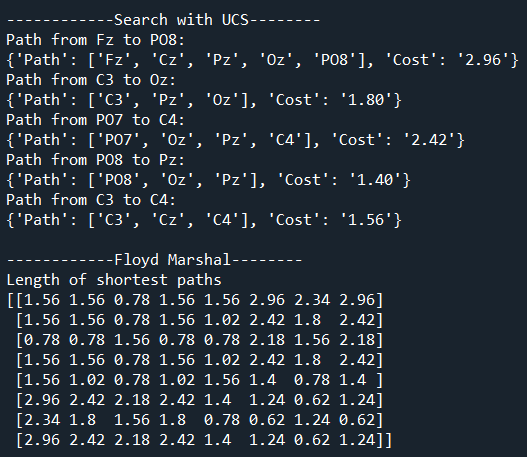 ------------Search with UCS--------
Path from Fz to PO8:
{'Path': ['Fz', 'Cz', 'Pz', 'Oz', 'PO8'], 'Cost': '2.96'}
Path from C3 to Oz:
{'Path': ['C3', 'Pz', 'Oz'], 'Cost': '1.80'}
Path from PO7 to C4:
{'Path': ['PO7', 'Oz', 'Pz', 'C4'], 'Cost': '2.42'}
Path from PO8 to Pz:
{'Path': ['PO8', 'Oz', 'Pz'], 'Cost': '1.40'}
Path from C3 to C4:
{'Path': ['C3', 'Cz', 'C4'], 'Cost': '1.56'}
------------Floyd Marshal--------
Length of shortest paths
[[1.56 1.56 0.78 1.56 1.56 2.96 2.34 2.96]
 [1.56 1.56 0.78 1.56 1.02 2.42 1.8  2.42]
 [0.78 0.78 1.56 0.78 0.78 2.18 1.56 2.18]
 [1.56 1.56 0.78 1.56 1.02 2.42 1.8  2.42]
 [1.56 1.02 0.78 1.02 1.56 1.4  0.78 1.4 ]
 [2.96 2.42 2.18 2.42 1.4  1.24 0.62 1.24]
 [2.34 1.8  1.56 1.8  0.78 0.62 1.24 0.62]
 [2.96 2.42 2.18 2.42 1.4  1.24 0.62 1.24]]